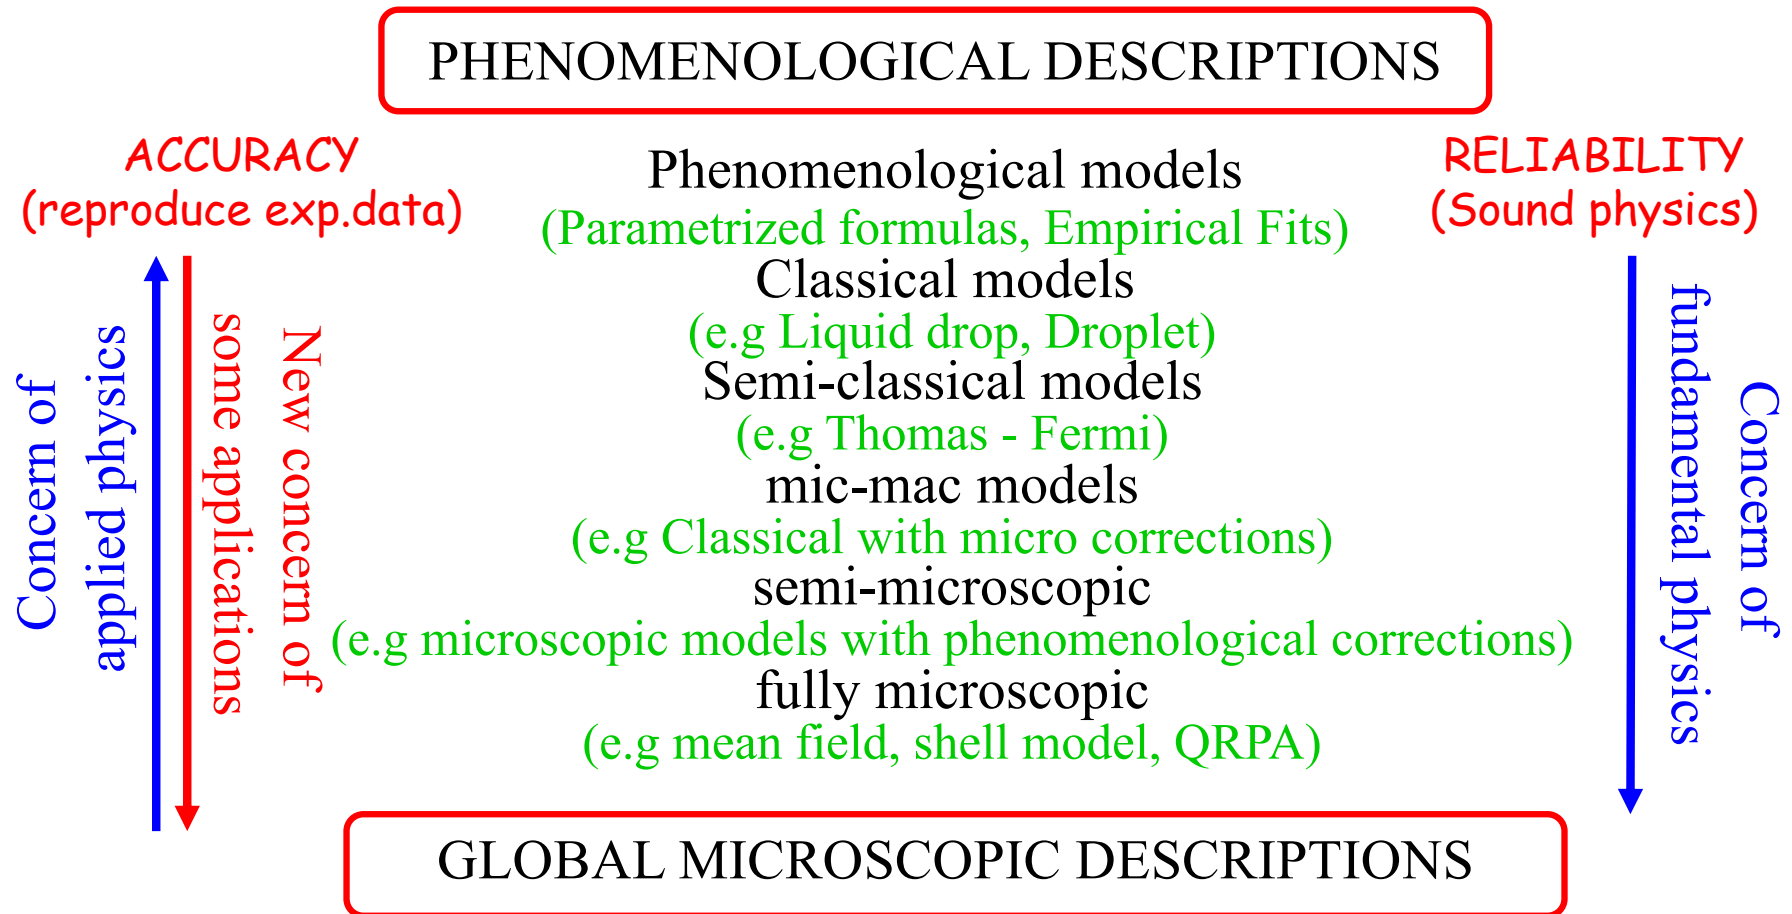 PHENOMENOLOGICAL DESCRIPTIONS
ACCURACY
(reproduce exp.data)
RELIABILITY
(Sound physics)
Phenomenological models
(Parametrized formulas, Empirical Fits)
Classical models
(e.g Liquid drop, Droplet)
Semi-classical models
(e.g Thomas - Fermi)
mic-mac models
(e.g Classical with micro corrections)
semi-microscopic
(e.g microscopic models with phenomenological corrections)
fully microscopic
(e.g mean field, shell model, QRPA)
Concern of
applied physics
New concern of
some applications
Concern of
fundamental physics
GLOBAL MICROSCOPIC DESCRIPTIONS